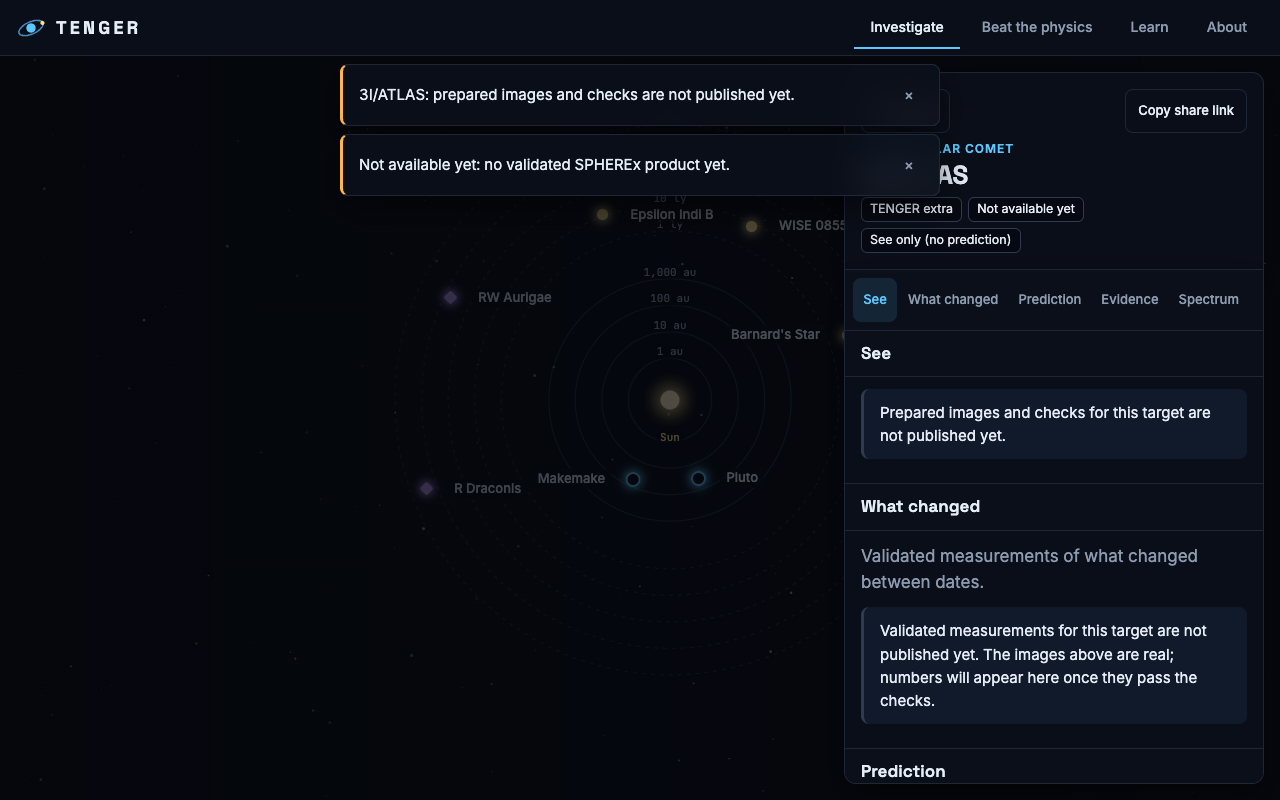 TENGER
Investigate
Beat the physics
Learn
About
3I/ATLAS: prepared images and checks are not published yet.
×
Not available yet: no validated SPHEREx product yet.
×
10 ly
Epsilon Indi B
1 ly
WISE 0855
1,000 au
RW Aurigae
100 au
10 au
Barnard's Star
1 au
Sun
Makemake
Pluto
R Draconis
Copy share link
AR COMET
AS
TENGER extra
Not available yet
See only (no prediction)
See
What changed
Prediction
Evidence
Spectrum
See
Prepared images and checks for this target are
not published yet.
What changed
Validated measurements of what changed
between dates.
Validated measurements for this target are not
published yet. The images above are real;
numbers will appear here once they pass the
checks.
Prediction